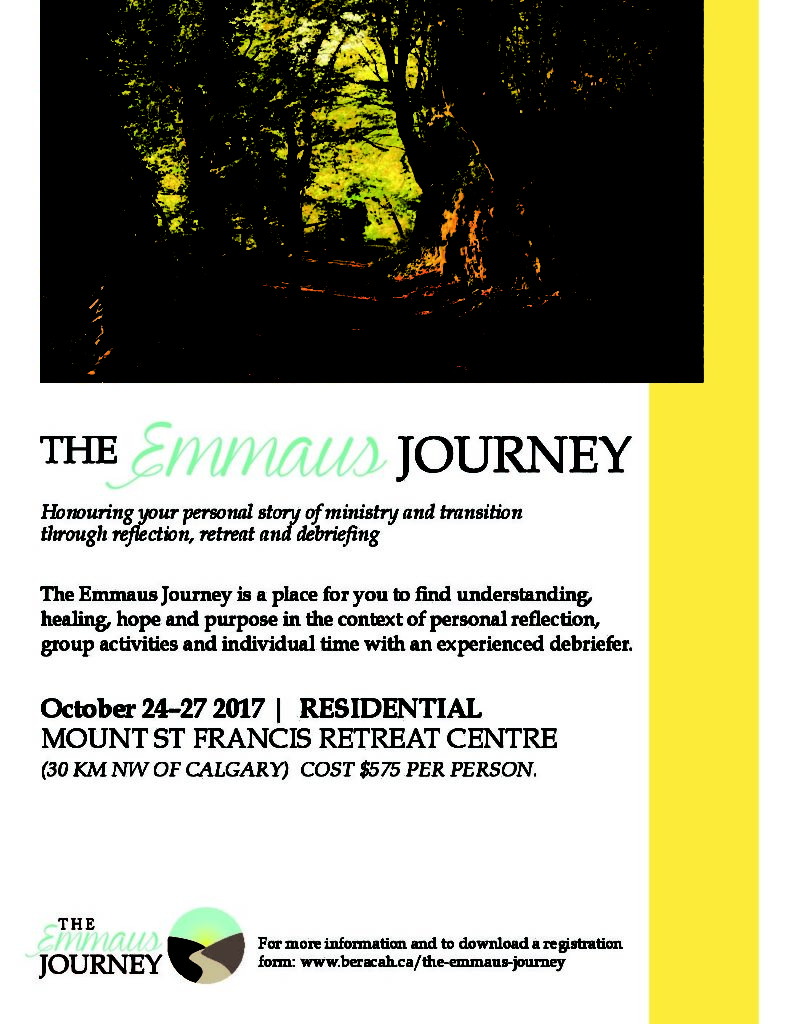 THE Emmaus JOURNEY
Honouring your personal story of ministry and transition
through reflection, retreat and debriefing
The Emmaus Journey is a place for you to find understanding,
healing, hope and purpose in the context of personal reflection,
group activities and individual time with an experienced debriefer.
October 24–27 2017 | RESIDENTIAL
MOUNT ST FRANCIS RETREAT CENTRE
(30 KM NW OF CALGARY) COST $575 PER PERSON.
THE
Emmaus
JOURNEY
For more information and to download a registration
form: www.beracah.ca/the-emmaus-journey